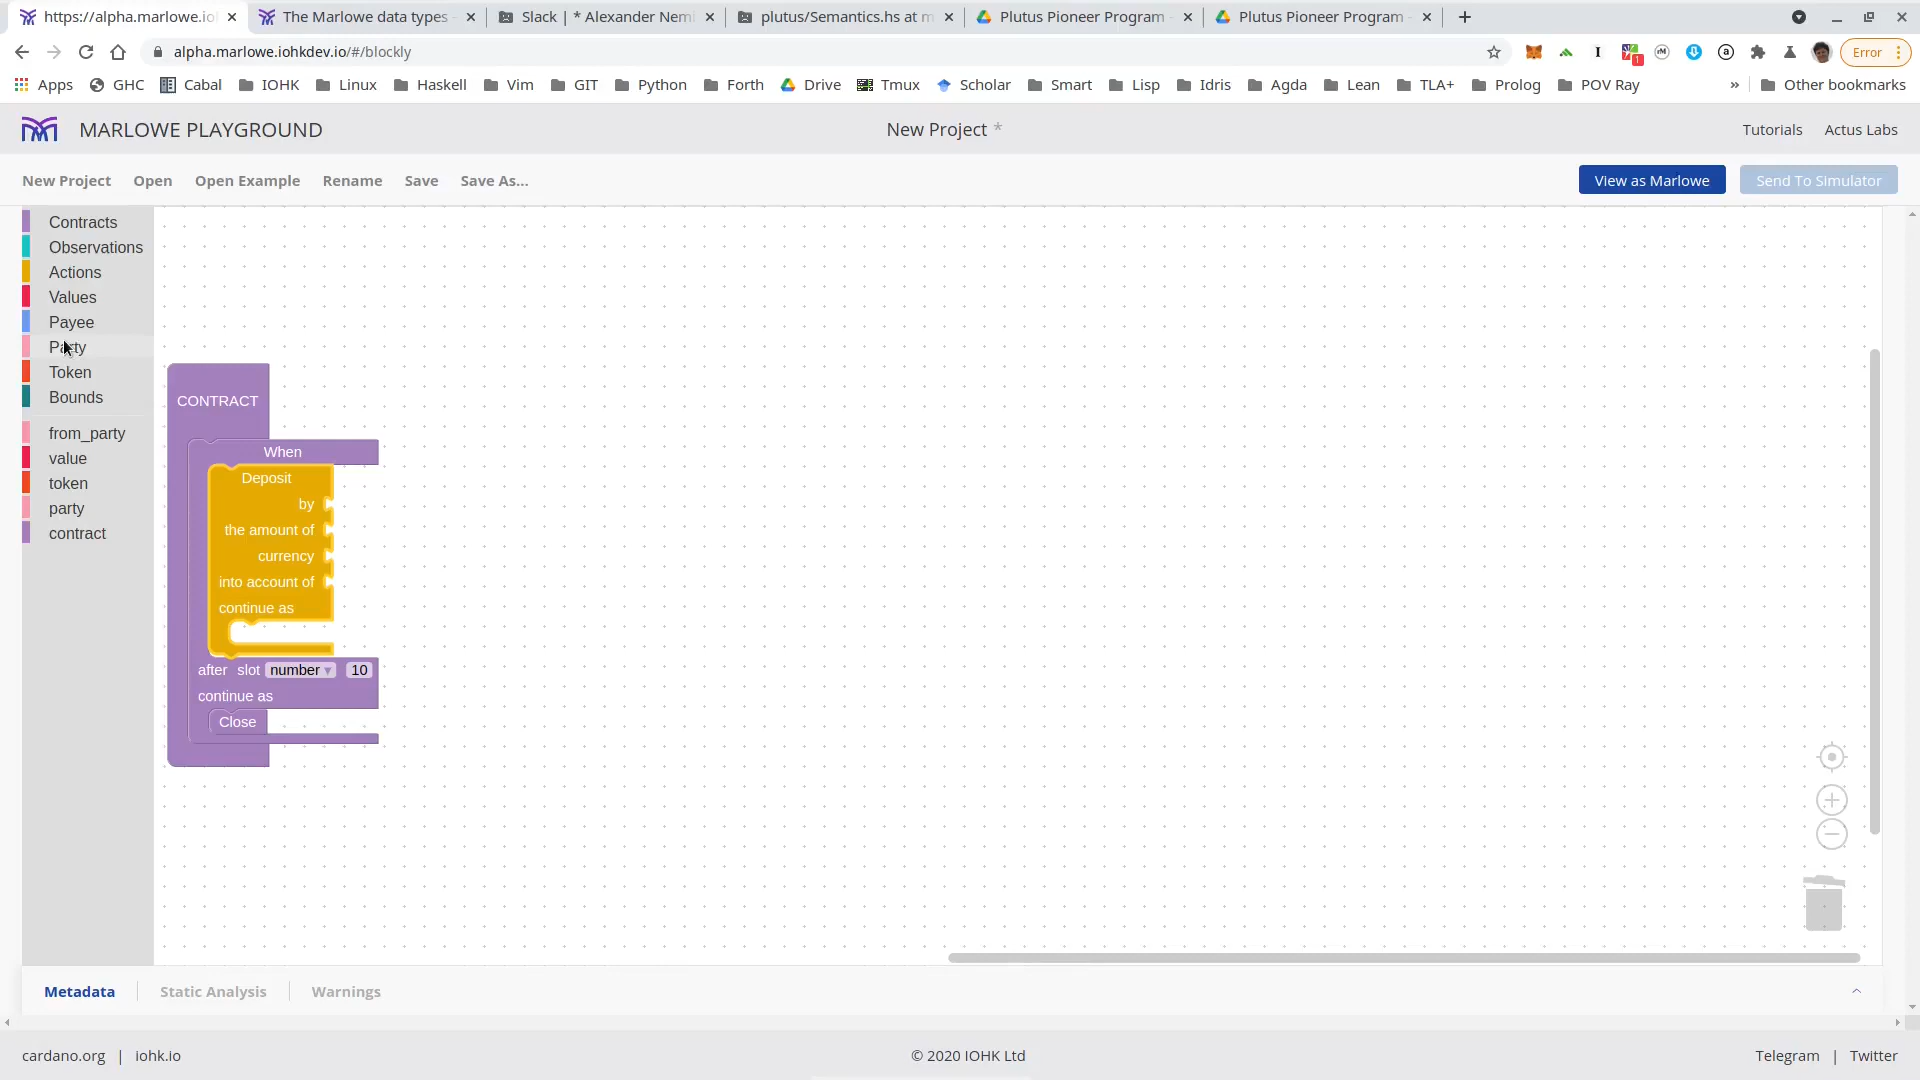 https://alpha.marlowe.io
The Marlowe data types
Slack | * Alexander Nemi
plutus/Semantics.hs at m
Plutus Pioneer Program
Plutus Pioneer Program
alpha.marlowe.iohkdev.io/#/blockly
Error
Apps
GHC
Cabal
IOHK
Linux
Haskell
Vim
GIT
Python
Forth
Drive
Tmux
Scholar
Smart
Lisp
Idris
Agda
Lean
TLA+
Prolog
POV Ray
»
Other bookmarks
MARLOWE PLAYGROUND
New Project *
Tutorials
Actus Labs
New Project
Open
Open Example
Rename
Save
Save As...
View as Marlowe
Send To Simulator
Contracts
Observations
Actions
Values
Payee
Party
Token
Bounds
from_party
value
token
party
contract
CONTRACT
When
Deposit
by
the amount of
currency
into account of
continue as
after slot number 10
continue as
Close
Metadata
Static Analysis
Warnings
cardano.org | iohk.io
© 2020 IOHK Ltd
Telegram | Twitter